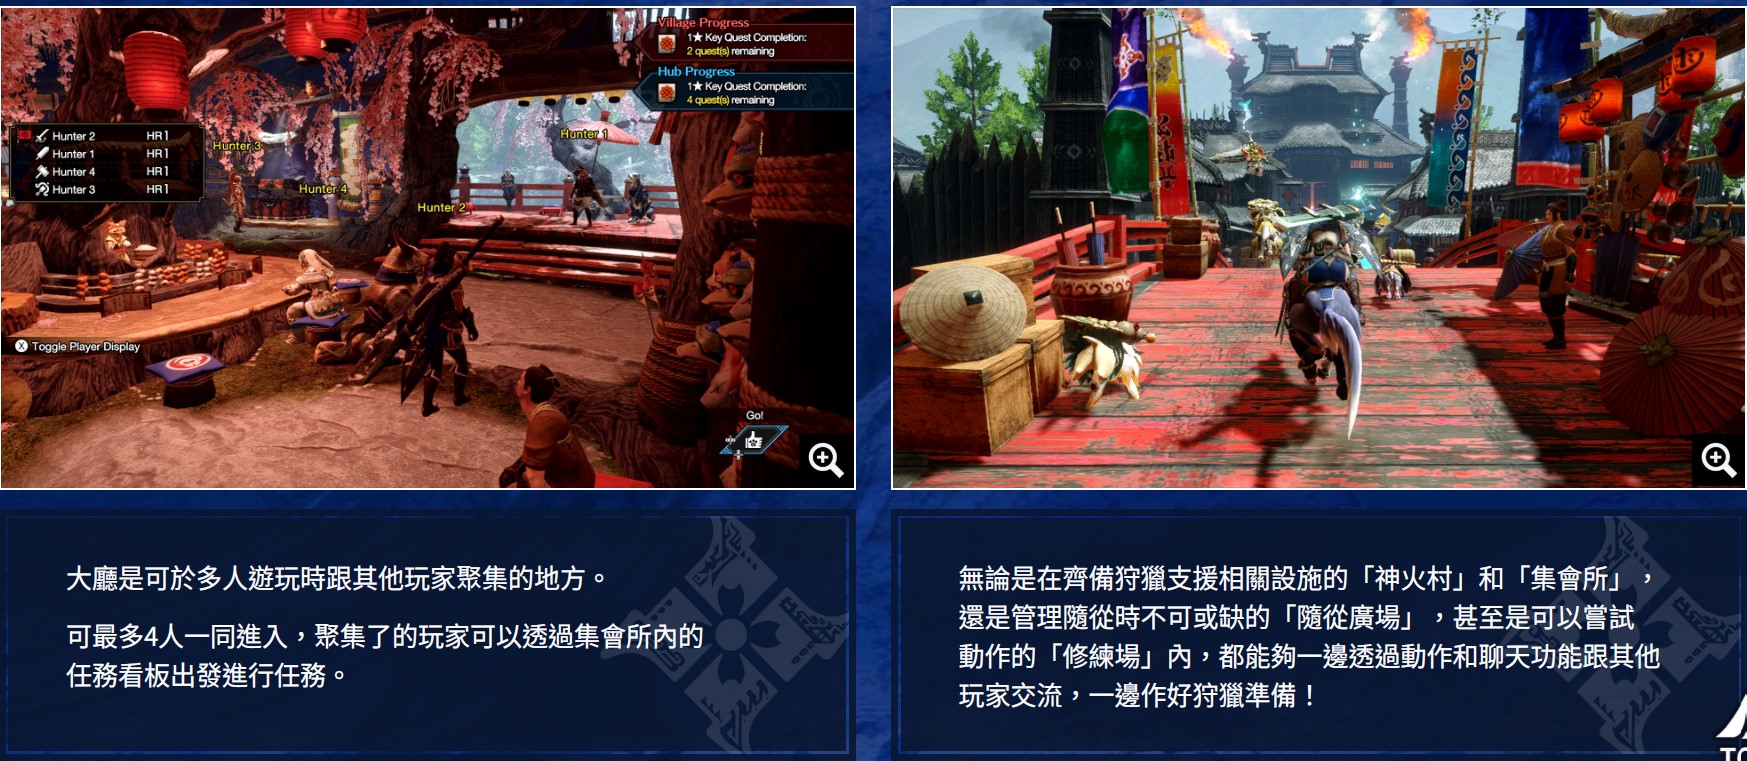 Village Progress
1★ Key Quest Completion:
2 quest(s) remaining
Hub Progress
1★ Key Quest Completion:
4 quest(s) remaining
Hunter 2 HR1
Hunter 1 HR1
Hunter 4 HR1
Hunter 3 HR1
Hunter 3
Hunter 1
Hunter 4
Hunter 2
X Toggle Player Display
Go!
大廳是可於多人遊玩時跟其他玩家聚集的地方。
可最多4人一同進入，聚集了的玩家可以透過集會所內的
任務看板出發進行任務。
無論是在齊備狩獵支援相關設施的「神火村」和「集會所」，
還是管理隨從時不可或缺的「隨從廣場」，甚至是可以嘗試
動作的「修練場」內，都能夠一邊透過動作和聊天功能跟其他
玩家交流，一邊作好狩獵準備！